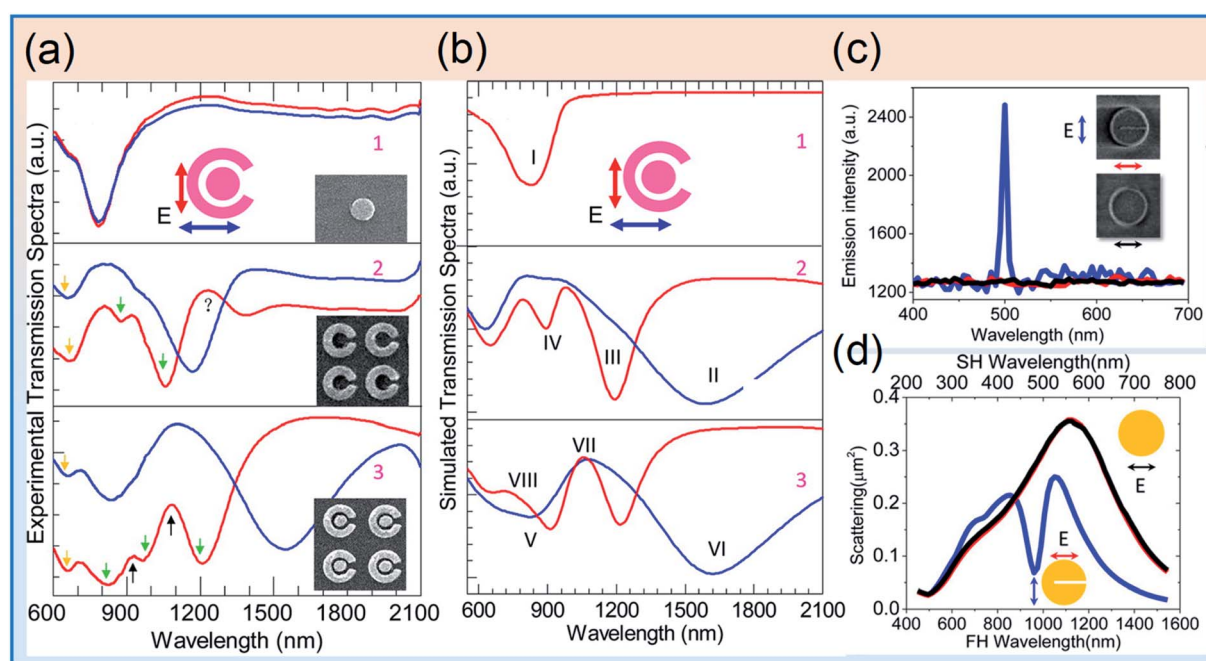 (a)
Experimental Transmission Spectra (a.u.)
1
E
2
?
3
600 900 1200 1500 1800 2100
Wavelength (nm)
(b)
Simulated Transmission Spectra (a.u.)
I
1
E
2
IV
III
II
VII
VIII
3
V
VI
600 900 1200 1500 1800 2100
Wavelength (nm)
(c)
Emission intensity (a.u.)
2400
2000
1600
1200
E
400 500 600 700
Wavelength (nm)
(d)
SH Wavelength(nm)
200 300 400 500 600 700 800
Scattering(μm²)
0.4
0.3
0.2
0.1
0.0
E
E
400 600 800 1000 1200 1400 1600
FH Wavelength(nm)